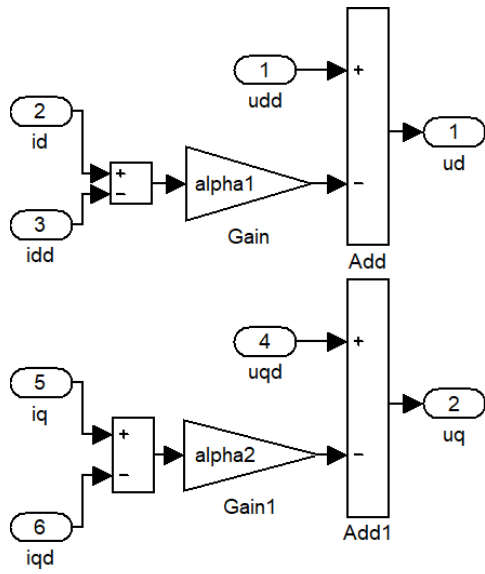 1
udd
+
1
ud
2
id
+
−
alpha1
−
3
idd
Gain
Add
4
uqd
+
5
iq
2
uq
+
−
alpha2
−
6
iqd
Gain1
Add1